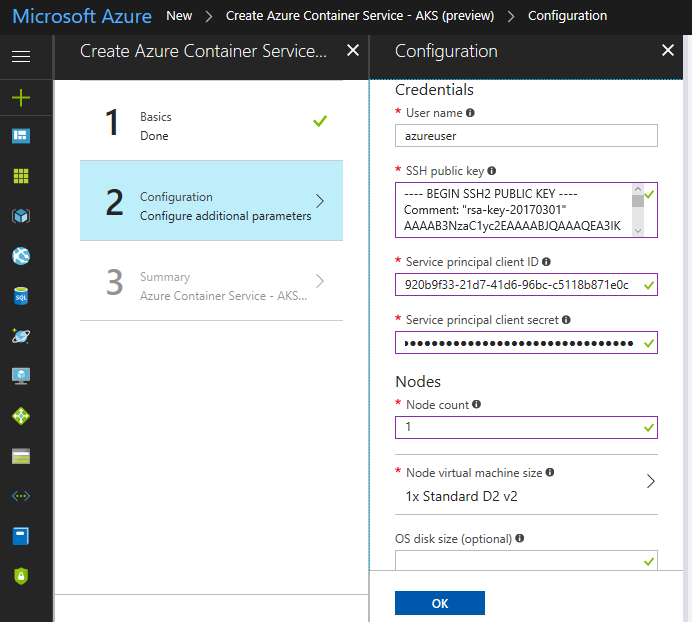 Microsoft Azure New > Create Azure Container Service - AKS (preview) > Configuration
Create Azure Container Service...
1
Basics
Done
2
Configuration
Configure additional parameters
3
Summary
Azure Container Service - AKS...
Configuration
Credentials
* User name
azureuser
* SSH public key
---- BEGIN SSH2 PUBLIC KEY ----
Comment: "rsa-key-20170301"
AAAAB3NzaC1yc2EAAAABJQAAAQEA3IK
* Service principal client ID
920b9f33-21d7-41d6-96bc-c5118b871e0c
* Service principal client secret
Nodes
* Node count
1
* Node virtual machine size
1x Standard D2 v2
OS disk size (optional)
OK
SQL